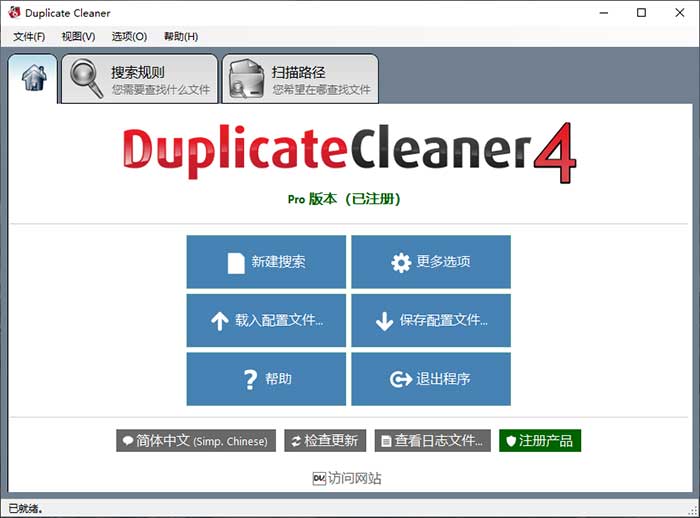 Duplicate Cleaner
文件(F) 视图(V) 选项(O) 帮助(H)
搜索规则
您需要查找什么文件
扫描路径
您希望在哪查找文件
DuplicateCleaner 4
Pro 版本（已注册）
新建搜索
更多选项
载入配置文件...
保存配置文件...
? 帮助
退出程序
简体中文 (Simp. Chinese)
检查更新
查看日志文件...
注册产品
DV 访问网站
已就绪。